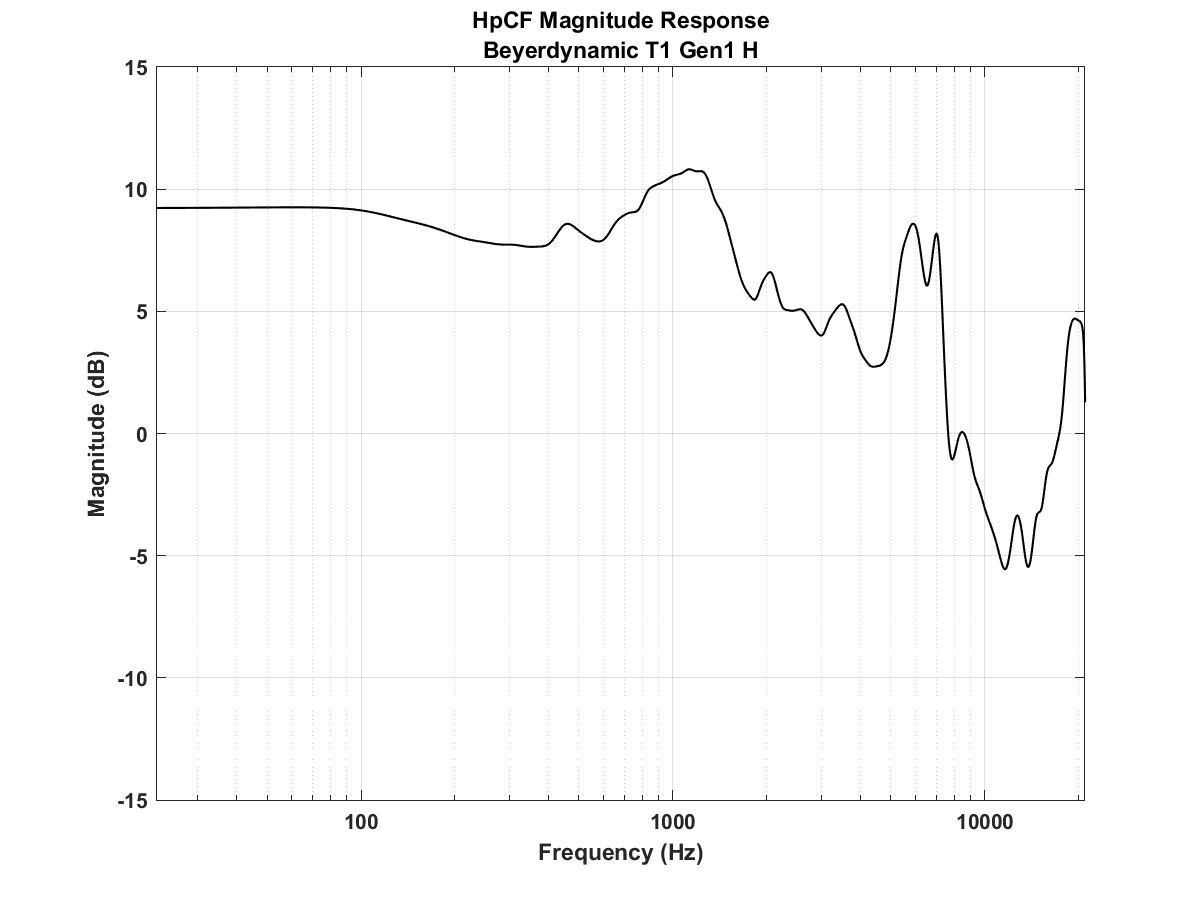 HpCF Magnitude Response
Beyerdynamic T1 Gen1 H
15
10
5
0
-5
-10
-15
Magnitude (dB)
100
1000
10000
Frequency (Hz)